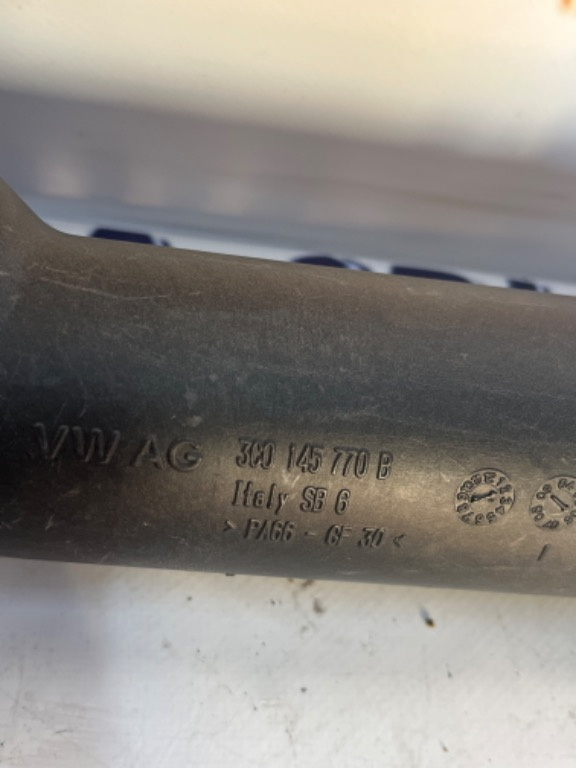 VW AG 3C0 145 770 B
Italy SB 6
> PA66 - GF 30 <